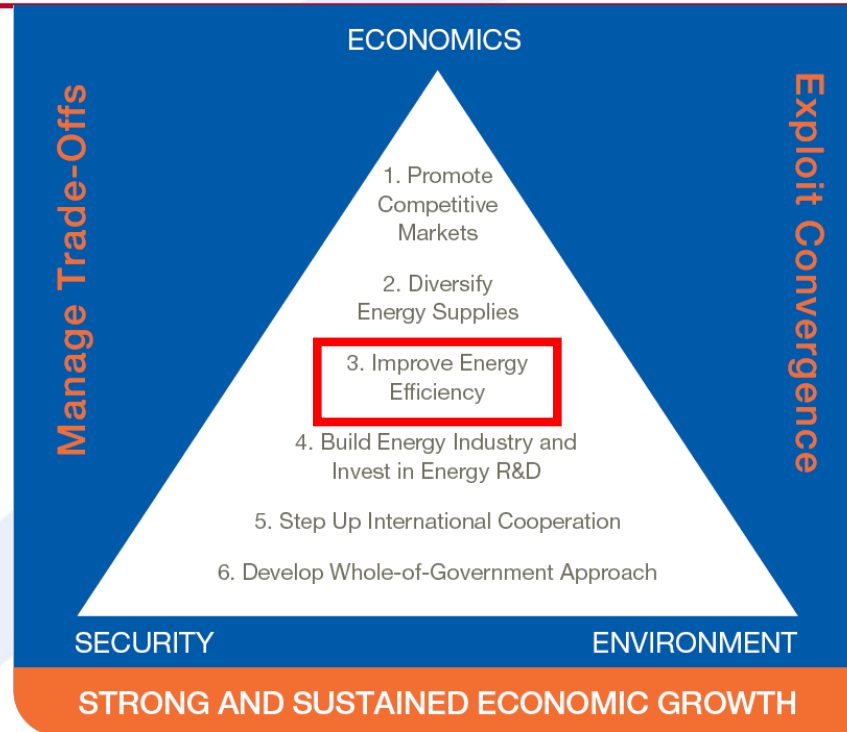 ECONOMICS
Manage Trade-Offs
Exploit Convergence
1. Promote
Competitive
Markets
2. Diversify
Energy Supplies
3. Improve Energy
Efficiency
4. Build Energy Industry and
Invest in Energy R&D
5. Step Up International Cooperation
6. Develop Whole-of-Government Approach
SECURITY
ENVIRONMENT
STRONG AND SUSTAINED ECONOMIC GROWTH